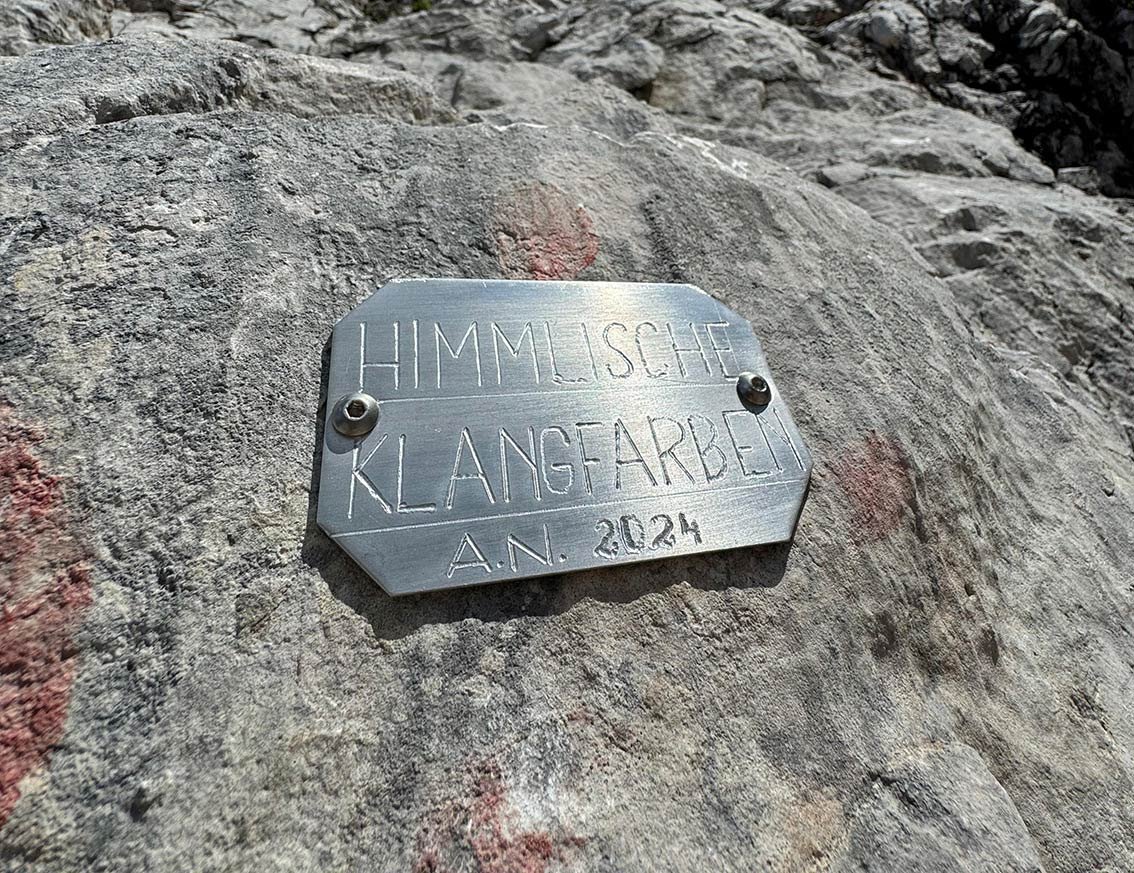 HIMMLISCHE
KLANGFARBEN
A.N. 2024